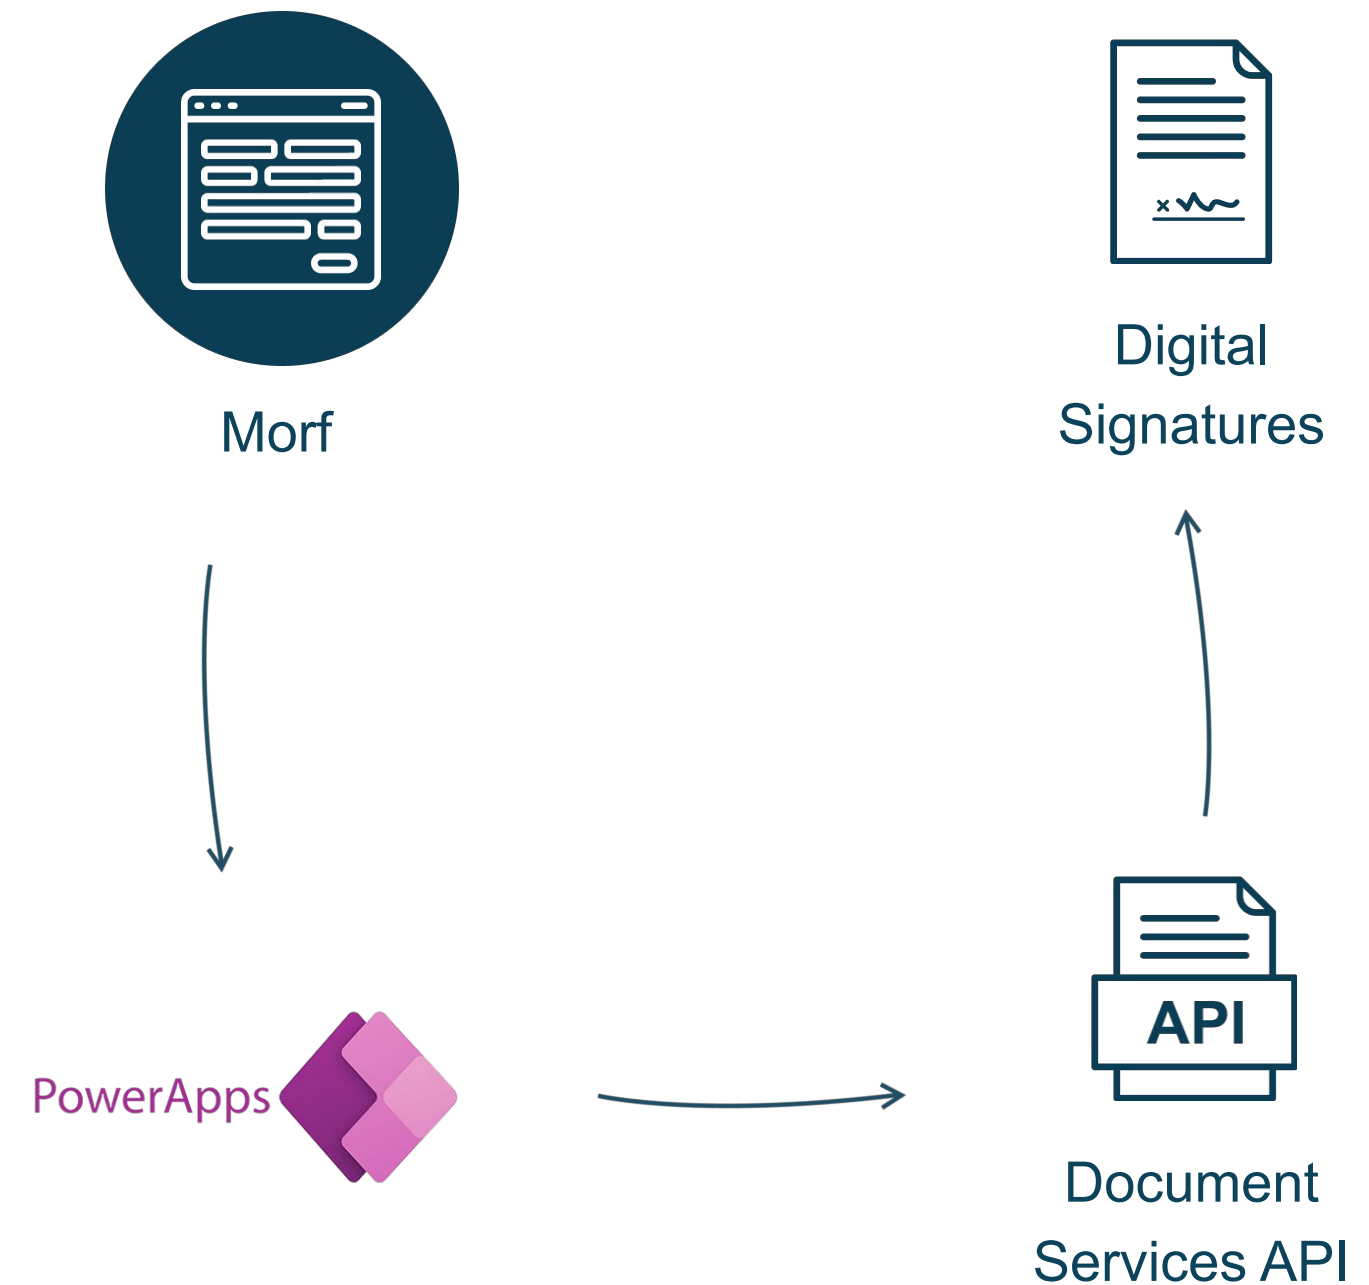 Morf
Digital
Signatures
PowerApps
API
Document
Services API